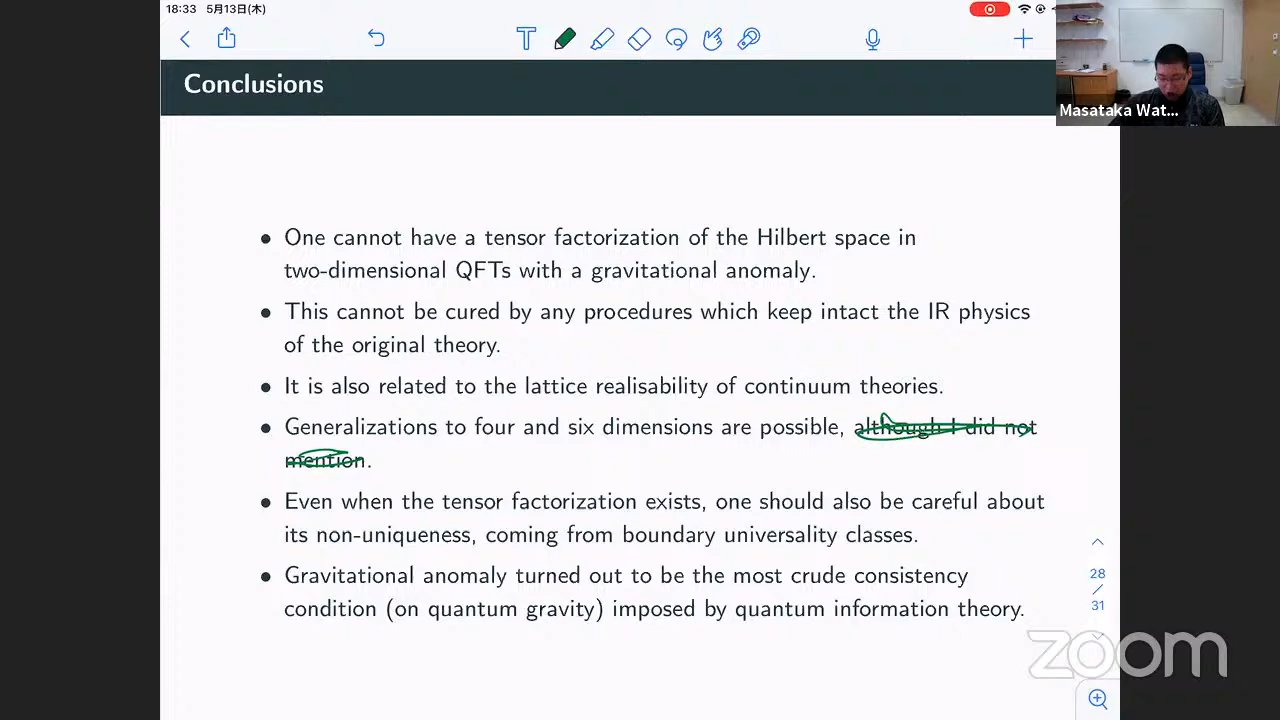 18:33 5月13日(木)
Conclusions
Masataka Wat...
• One cannot have a tensor factorization of the Hilbert space in
two-dimensional QFTs with a gravitational anomaly.
• This cannot be cured by any procedures which keep intact the IR physics
of the original theory.
• It is also related to the lattice realisability of continuum theories.
• Generalizations to four and six dimensions are possible, although I did not
mention.
• Even when the tensor factorization exists, one should also be careful about
its non-uniqueness, coming from boundary universality classes.
• Gravitational anomaly turned out to be the most crude consistency
condition (on quantum gravity) imposed by quantum information theory.
28
/
31
zoom